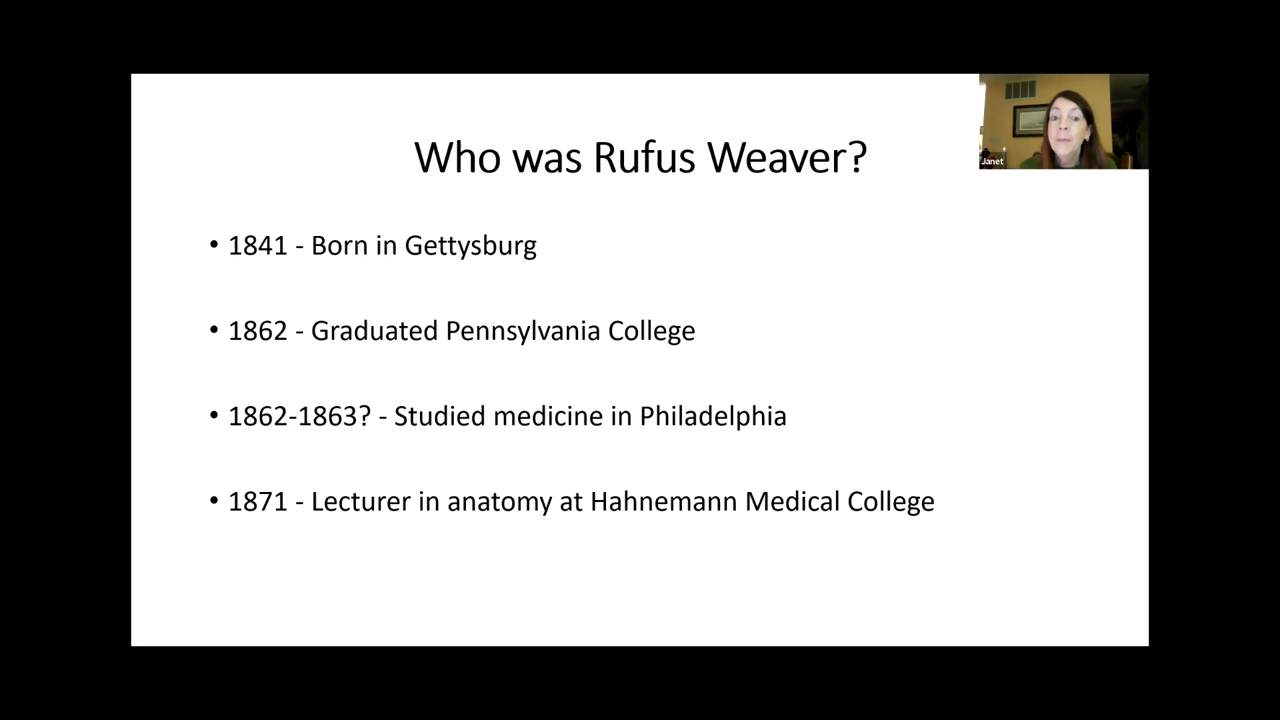 Who was Rufus Weaver?
Janet
• 1841 - Born in Gettysburg
• 1862 - Graduated Pennsylvania College
• 1862-1863? - Studied medicine in Philadelphia
• 1871 - Lecturer in anatomy at Hahnemann Medical College